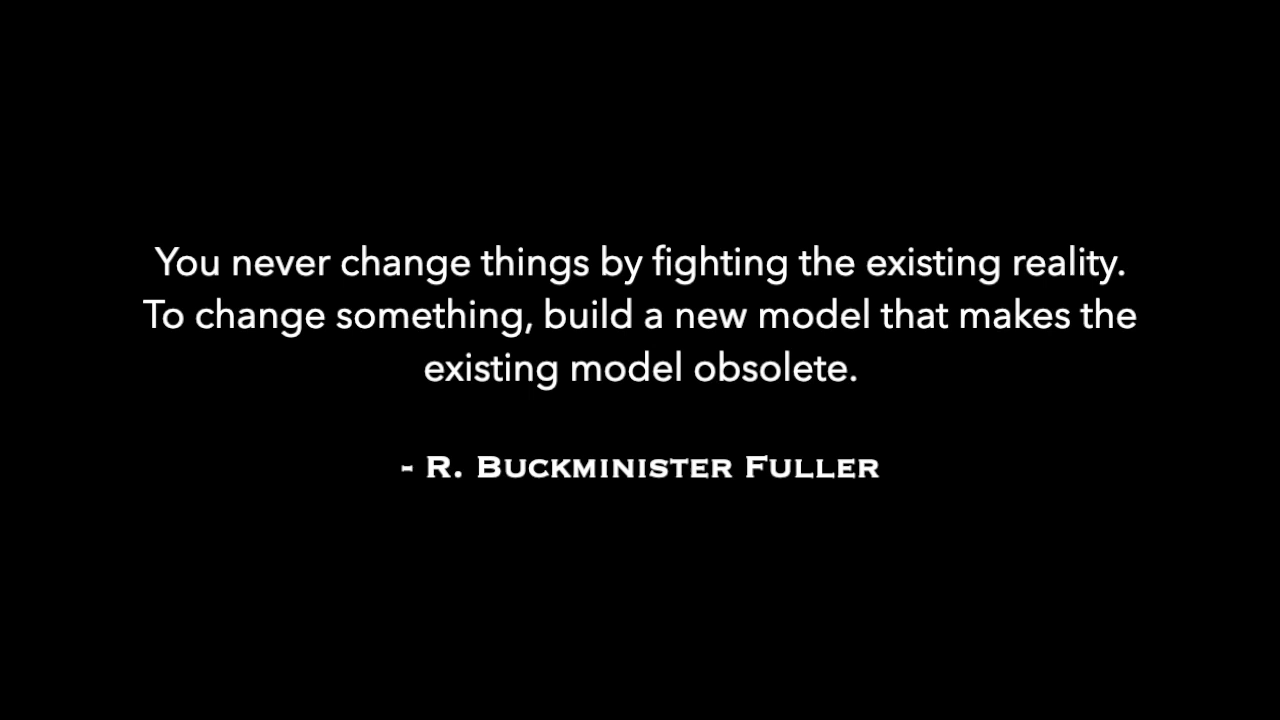 You never change things by fighting the existing reality.
To change something, build a new model that makes the
existing model obsolete.
- R. Buckminister Fuller